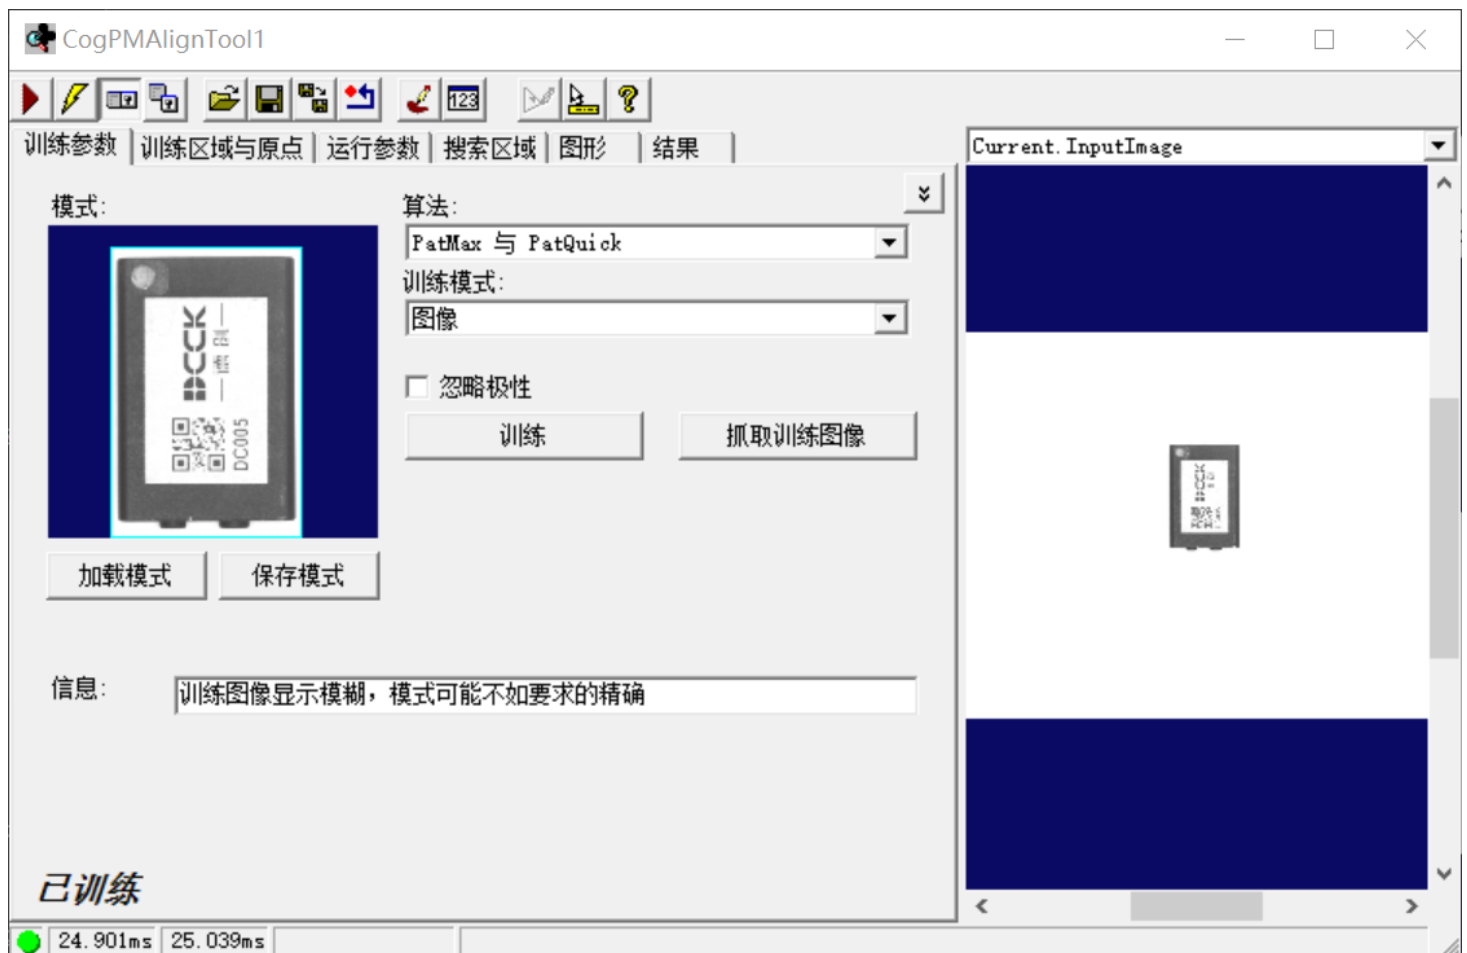 CogPMAlignTool1
123
训练参数 训练区域与原点 运行参数 搜索区域 图形 结果
Current.InputImage
模式:
算法:
PatMax 与 PatQuick
训练模式:
图像
忽略极性
训练 抓取训练图像
DCCK
DC005
加载模式 保存模式
信息:
训练图像显示模糊，模式可能不如要求的精确
已训练
24.901ms 25.039ms